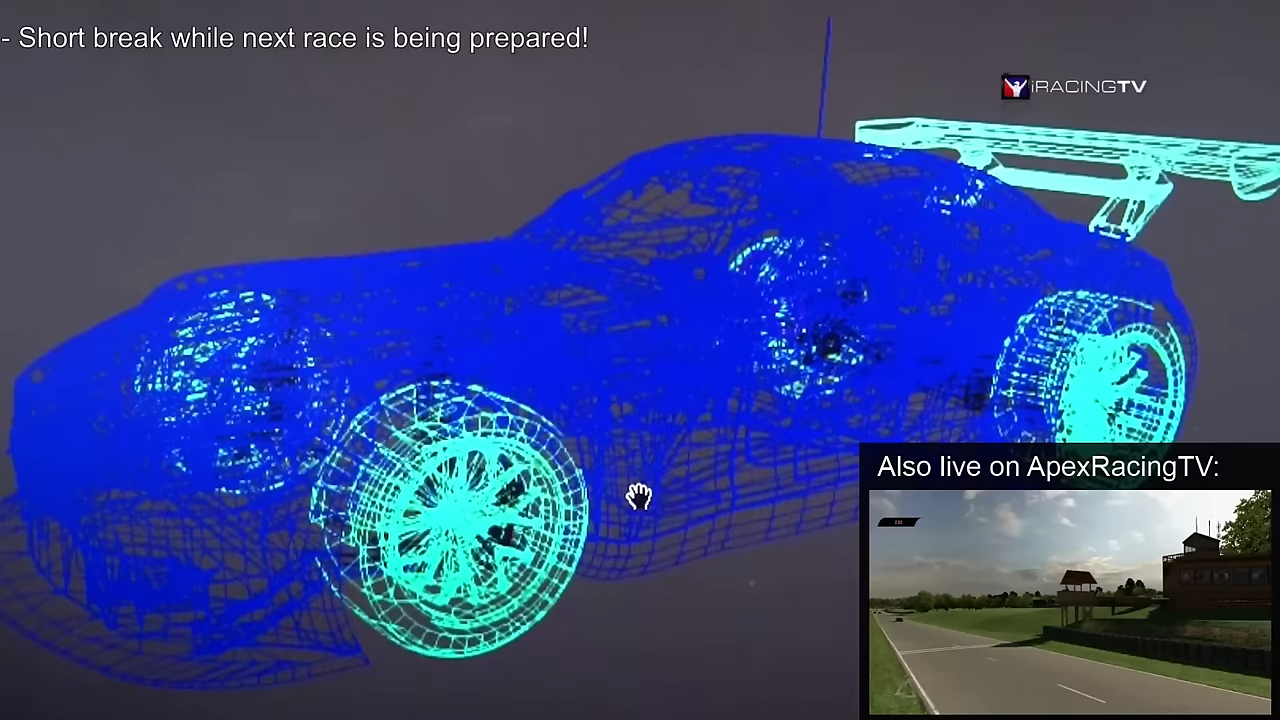 - Short break while next race is being prepared!
iRACINGTV
Also live on ApexRacingTV: